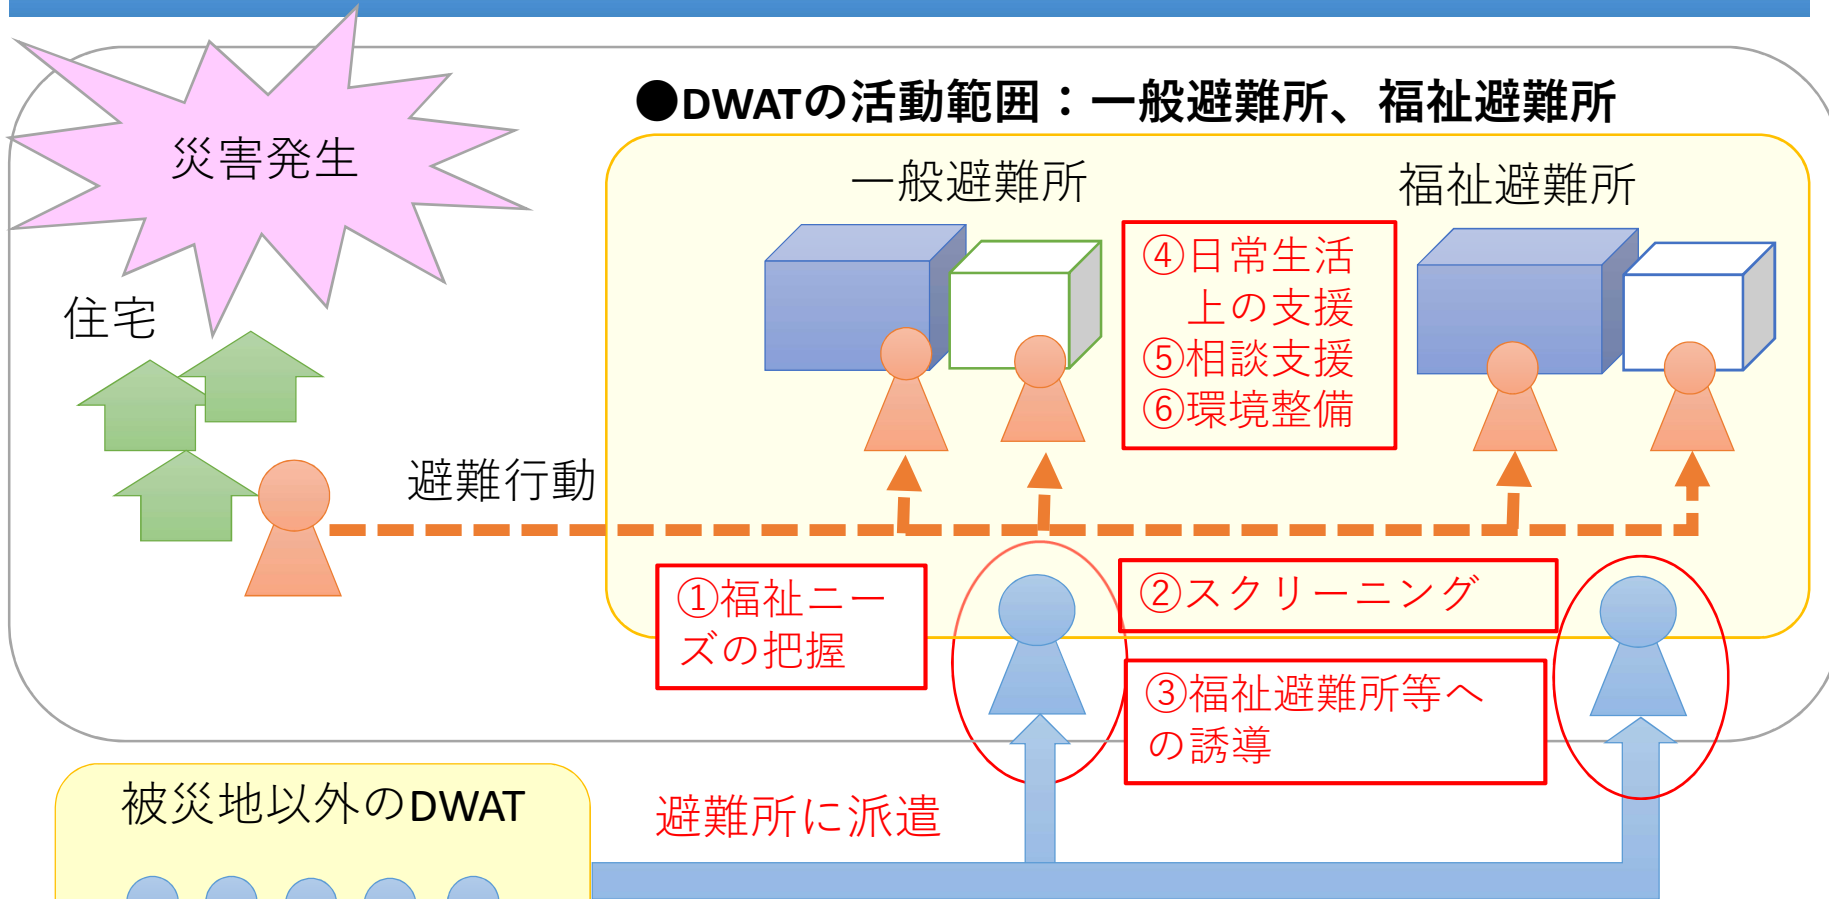 ●DWATの活動範囲：一般避難所、福祉避難所
災害発生
一般避難所
福祉避難所
④日常生活
上の支援
⑤相談支援
⑥環境整備
住宅
避難行動
①福祉ニー
ズの把握
②スクリーニング
③福祉避難所等へ
の誘導
被災地以外のDWAT
避難所に派遣